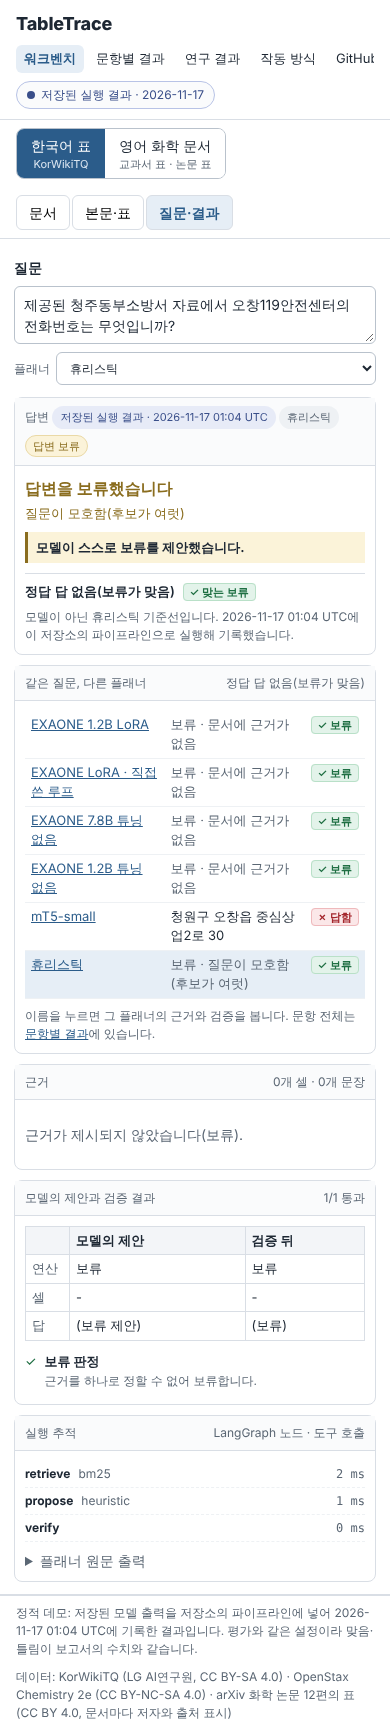 TableTrace
워크벤치 문항별 결과 연구 결과 작동 방식 GitHub
저장된 실행 결과 · 2026-11-17
한국어 표 영어 화학 문서
KorWikiTQ 교과서 표 · 논문 표
문서 본문·표 질문·결과
질문
제공된 청주동부소방서 자료에서 오창119안전센터의
전화번호는 무엇입니까?
플래너 휴리스틱
답변 저장된 실행 결과 · 2026-11-17 01:04 UTC 휴리스틱
답변 보류
답변을 보류했습니다
질문이 모호함(후보가 여럿)
모델이 스스로 보류를 제안했습니다.
정답 답 없음(보류가 맞음) ✓ 맞는 보류
모델이 아닌 휴리스틱 기준선입니다. 2026-11-17 01:04 UTC에
이 저장소의 파이프라인으로 실행해 기록했습니다.
같은 질문, 다른 플래너 정답 답 없음(보류가 맞음)
EXAONE 1.2B LoRA 보류 · 문서에 근거가 ✓ 보류
없음
EXAONE LoRA · 직접 보류 · 문서에 근거가 ✓ 보류
쓴 루프 없음
EXAONE 7.8B 튜닝 보류 · 문서에 근거가 ✓ 보류
없음 없음
EXAONE 1.2B 튜닝 보류 · 문서에 근거가 ✓ 보류
없음 없음
mT5-small 청원구 오창읍 중심상 × 답함
업2로 30
휴리스틱 보류 · 질문이 모호함 ✓ 보류
(후보가 여럿)
이름을 누르면 그 플래너의 근거와 검증을 봅니다. 문항 전체는
문항별 결과에 있습니다.
근거 0개 셀 · 0개 문장
근거가 제시되지 않았습니다(보류).
모델의 제안과 검증 결과 1/1 통과
모델의 제안 검증 뒤
연산 보류 보류
셀 - -
답 (보류 제안) (보류)
✓ 보류 판정
근거를 하나로 정할 수 없어 보류합니다.
실행 추적 LangGraph 노드 · 도구 호출
retrieve bm25 2 ms
propose heuristic 1 ms
verify 0 ms
▶ 플래너 원문 출력
정적 데모: 저장된 모델 출력을 저장소의 파이프라인에 넣어 2026-
11-17 01:04 UTC에 기록한 결과입니다. 평가와 같은 설정이라 맞음·
틀림이 보고서의 수치와 같습니다.
데이터: KorWikiTQ (LG AI연구원, CC BY-SA 4.0) · OpenStax
Chemistry 2e (CC BY-NC-SA 4.0) · arXiv 화학 논문 12편의 표
(CC BY 4.0, 문서마다 저자와 출처 표시)